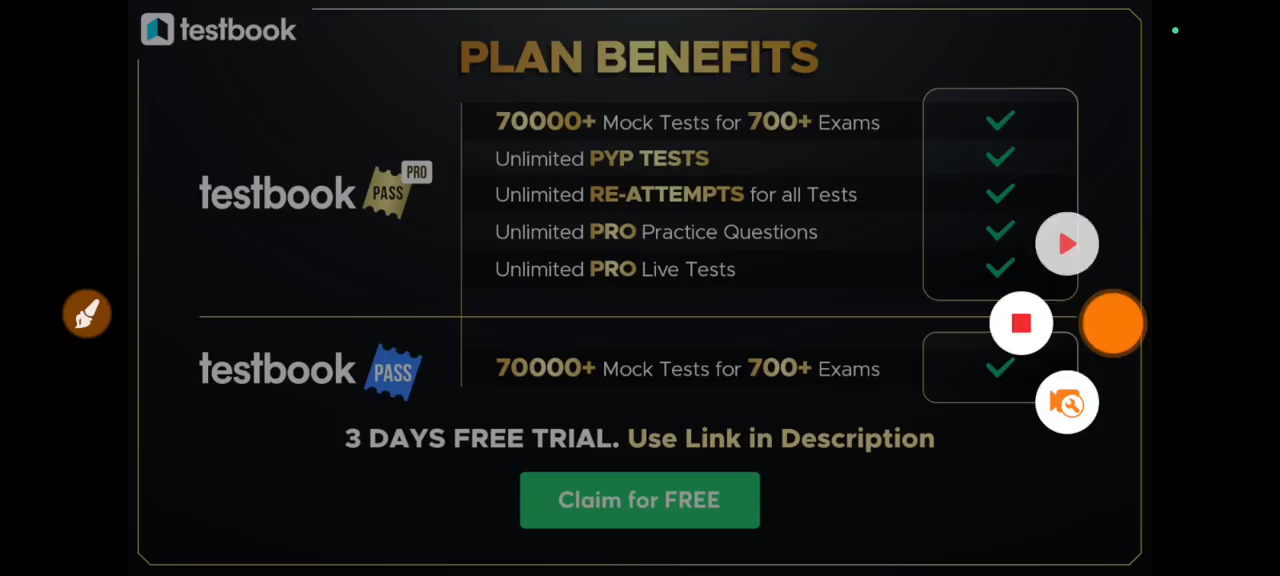 testbook
PLAN BENEFITS
70000+ Mock Tests for 700+ Exams
Unlimited PYP TESTS
testbook PASS PRO
Unlimited RE-ATTEMPTS for all Tests
Unlimited PRO Practice Questions
Unlimited PRO Live Tests
testbook PASS
70000+ Mock Tests for 700+ Exams
3 DAYS FREE TRIAL. Use Link in Description
Claim for FREE